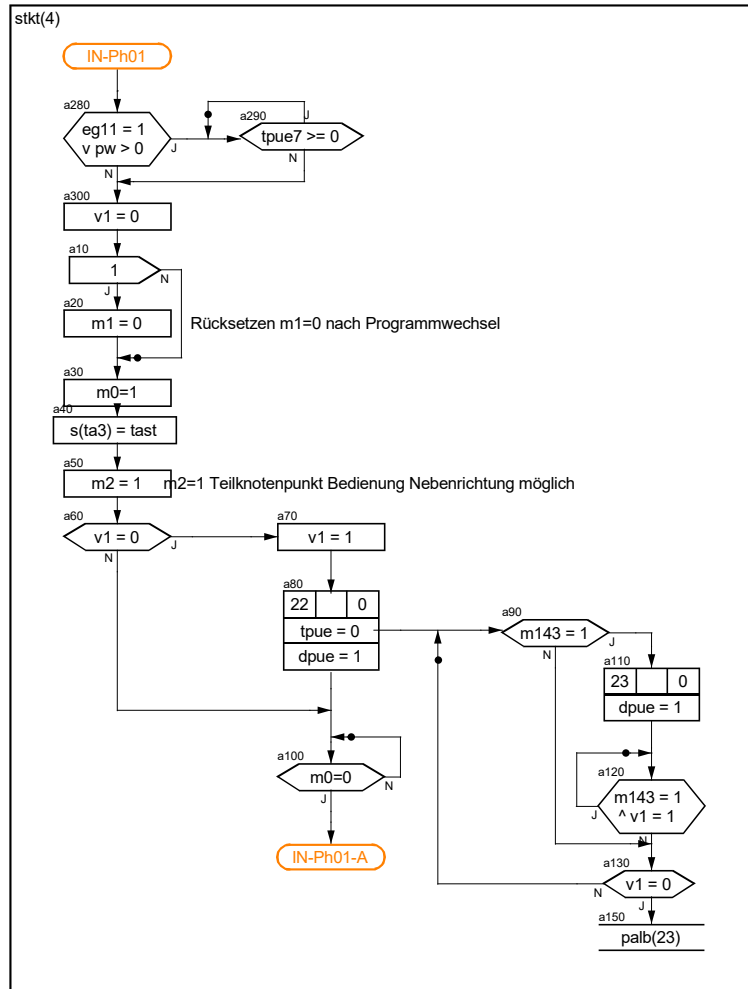 stkt(4)
IN-Ph01
a280
eg11 = 1
v pw > 0
J
N
a290
tpue7 >= 0
J
N
a300
v1 = 0
a10
1
N
J
a20
m1 = 0
Rücksetzen m1=0 nach Programmwechsel
a30
m0=1
a40
s(ta3) = tast
a50
m2 = 1
m2=1 Teilknotenpunkt Bedienung Nebenrichtung möglich
a60
v1 = 0
J
N
a70
v1 = 1
a80
22 0
tpue = 0
dpue = 1
a90
m143 = 1
J
N
a110
23 0
dpue = 1
a100
m0=0
N
J
a120
m143 = 1
^ v1 = 1
J
N
IN-Ph01-A
a130
v1 = 0
N
J
a150
palb(23)